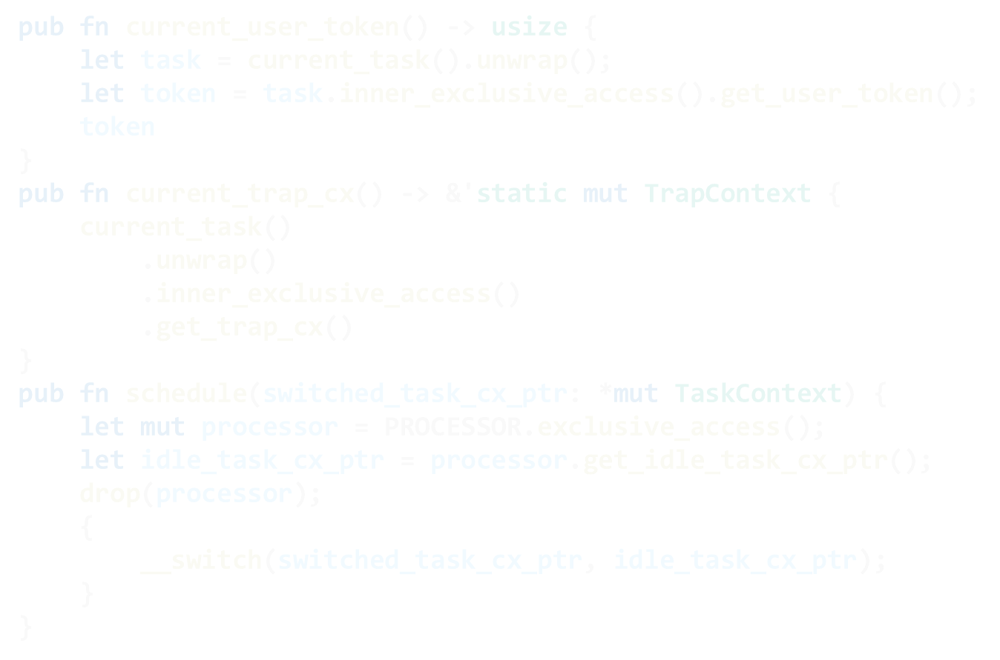 pub fn current_user_token() -> usize {
    let task = current_task().unwrap();
    let token = task.inner_exclusive_access().get_user_token();
    token
}
pub fn current_trap_cx() -> &'static mut TrapContext {
    current_task()
        .unwrap()
        .inner_exclusive_access()
        .get_trap_cx()
}
pub fn schedule(switched_task_cx_ptr: *mut TaskContext) {
    let mut processor = PROCESSOR.exclusive_access();
    let idle_task_cx_ptr = processor.get_idle_task_cx_ptr();
    drop(processor);
    {
        __switch(switched_task_cx_ptr, idle_task_cx_ptr);
    }
}